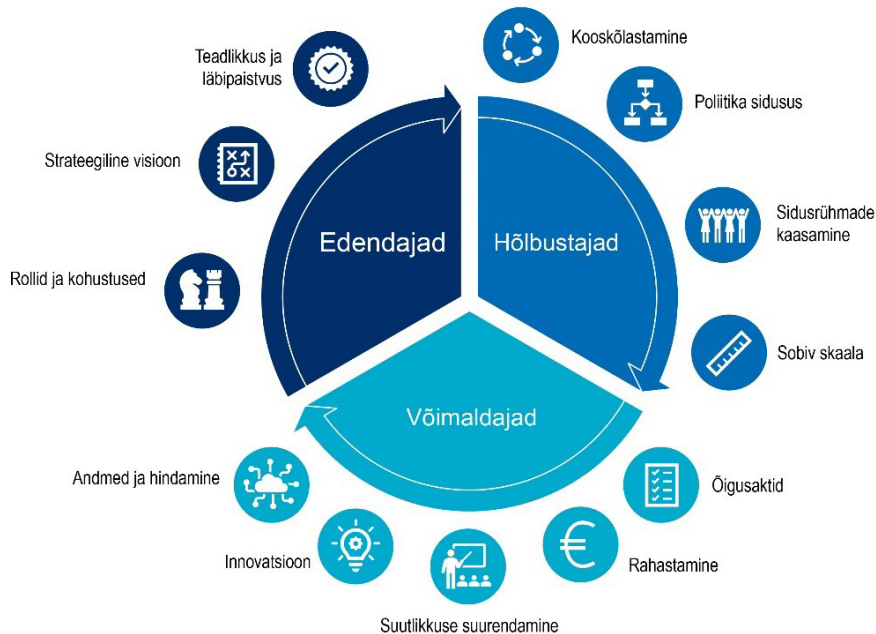 Teadlikkus ja
läbipaistvus
Strateegiline visioon
Rollid ja kohustused
Edendajad
Kooskõlastamine
Poliitika sidusus
Sidusrühmade
kaasamine
Sobiv skaala
Hõlbustajad
Võimaldajad
Õigusaktid
Rahastamine
Suutlikkuse suurendamine
Innovatsioon
Andmed ja hindamine